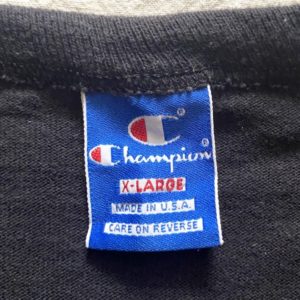 ®
Champion®
X-LARGE
MADE IN U.S.A.
CARE ON REVERSE